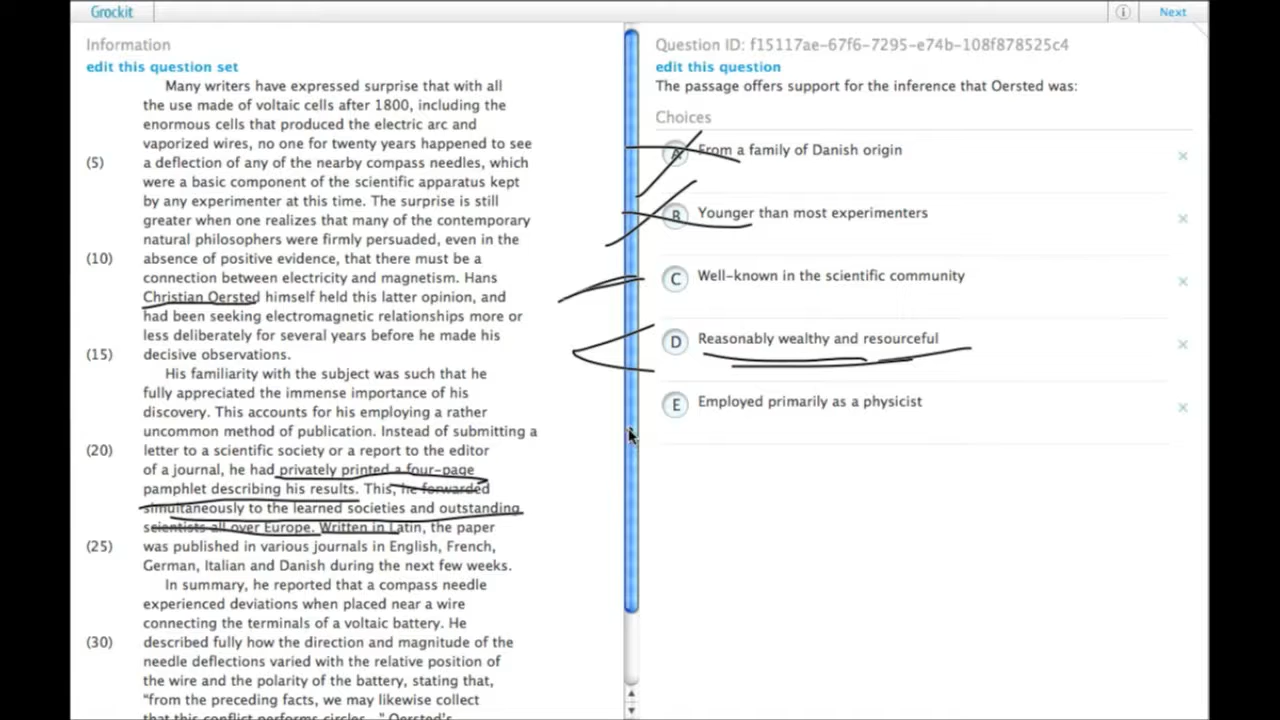 Grockit
Next
Information
edit this question set
Many writers have expressed surprise that with all
the use made of voltaic cells after 1800, including the
enormous cells that produced the electric arc and
vaporized wires, no one for twenty years happened to see
(5) a deflection of any of the nearby compass needles, which
were a basic component of the scientific apparatus kept
by any experimenter at this time. The surprise is still
greater when one realizes that many of the contemporary
natural philosophers were firmly persuaded, even in the
(10) absence of positive evidence, that there must be a
connection between electricity and magnetism. Hans
Christian Oersted himself held this latter opinion, and
had been seeking electromagnetic relationships more or
less deliberately for several years before he made his
(15) decisive observations.
His familiarity with the subject was such that he
fully appreciated the immense importance of his
discovery. This accounts for his employing a rather
uncommon method of publication. Instead of submitting a
(20) letter to a scientific society or a report to the editor
of a journal, he had privately printed a four-page
pamphlet describing his results. This, he forwarded
simultaneously to the learned societies and outstanding
scientists all over Europe. Written in Latin, the paper
(25) was published in various journals in English, French,
German, Italian and Danish during the next few weeks.
In summary, he reported that a compass needle
experienced deviations when placed near a wire
connecting the terminals of a voltaic battery. He
(30) described fully how the direction and magnitude of the
needle deflections varied with the relative position of
the wire and the polarity of the battery, stating that,
"from the preceding facts, we may likewise collect
that this conflict performs circles..." Oersted's
Question ID: f15117ae-67f6-7295-e74b-108f878525c4
edit this question
The passage offers support for the inference that Oersted was:
Choices
A From a family of Danish origin
B Younger than most experimenters
C Well-known in the scientific community
D Reasonably wealthy and resourceful
E Employed primarily as a physicist